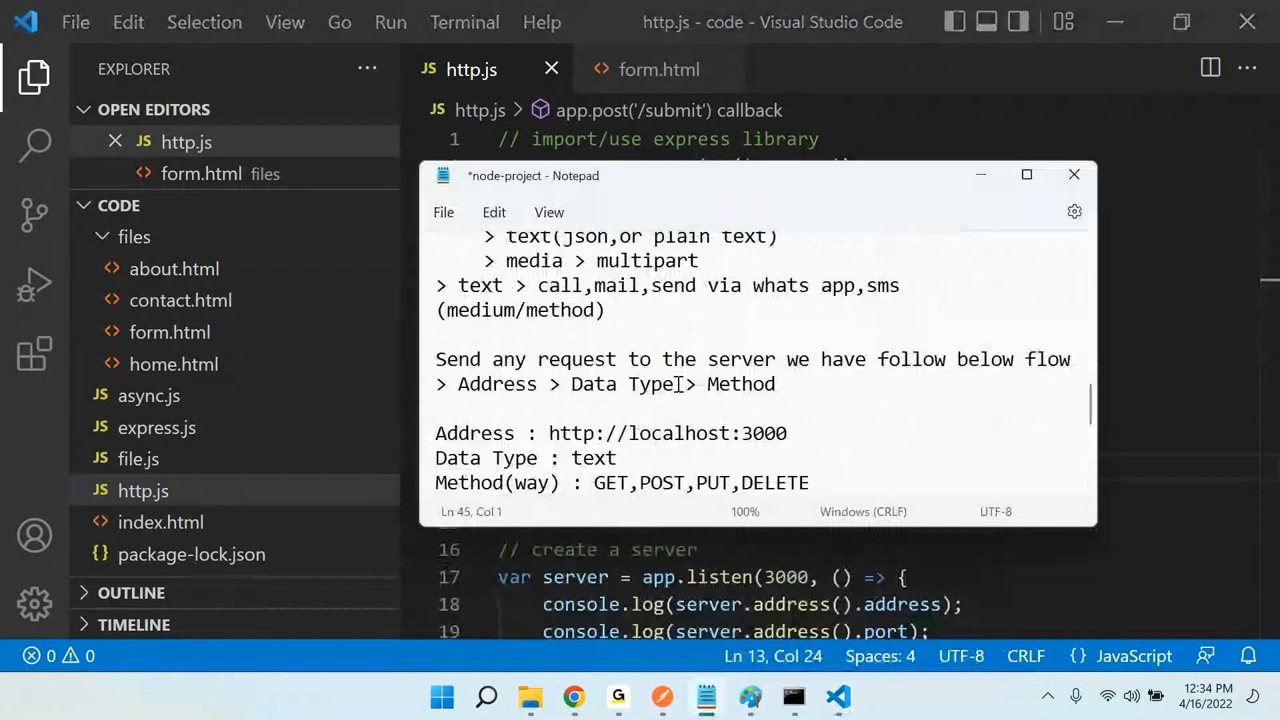 File Edit Selection View Go Run Terminal Help http.js - code - Visual Studio Code
EXPLORER
OPEN EDITORS
JS http.js
<> form.html files
CODE
files
<> about.html
<> contact.html
<> form.html
<> home.html
JS async.js
JS express.js
JS file.js
JS http.js
<> index.html
{} package-lock.json
OUTLINE
TIMELINE
JS http.js
<> form.html
JS http.js > app.post('/submit') callback
1 // import/use express library
*node-project - Notepad
File Edit View
> text(json,or plain text)
> media > multipart
> text > call,mail,send via whats app,sms
(medium/method)
Send any request to the server we have follow below flow
> Address > Data Type > Method
Address : http://localhost:3000
Data Type : text
Method(way) : GET,POST,PUT,DELETE
Ln 45, Col 1 100% Windows (CRLF) UTF-8
16 // create a server
17 var server = app.listen(3000, () => {
18 console.log(server.address().address);
19 console.log(server.address().port);
0 0 Ln 13, Col 24 Spaces: 4 UTF-8 CRLF {} JavaScript
G
12:34 PM
4/16/2022